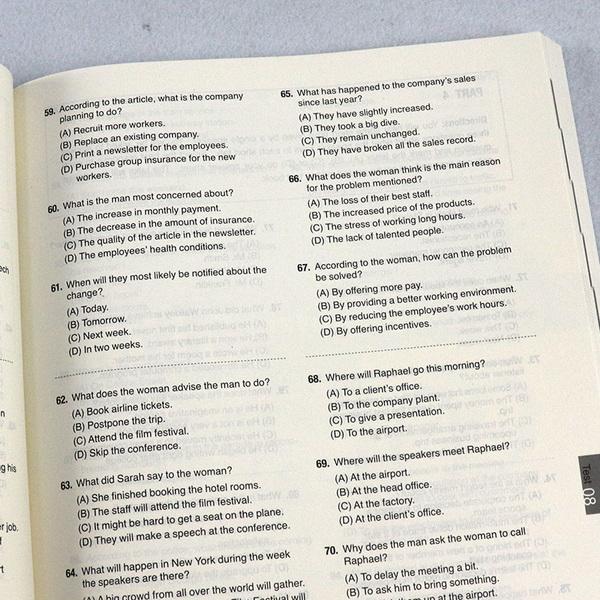 59. According to the article, what is the company
planning to do?
(A) Recruit more workers.
(B) Replace an existing company.
(C) Print a newsletter for the employees.
(D) Purchase group insurance for the new
workers.
60. What is the man most concerned about?
(A) The increase in monthly payment.
(B) The decrease in the amount of insurance.
(C) The quality of the article in the newsletter.
(D) The employees' health conditions.
61. When will they most likely be notified about the
change?
(A) Today.
(B) Tomorrow.
(C) Next week.
(D) In two weeks.
62. What does the woman advise the man to do?
(A) Book airline tickets.
(B) Postpone the trip.
(C) Attend the film festival.
(D) Skip the conference.
63. What did Sarah say to the woman?
(A) She finished booking the hotel rooms.
(B) The staff will attend the film festival.
(C) It might be hard to get a seat on the plane.
(D) They will make a speech at the conference.
64. What will happen in New York during the week
the speakers are there?
(A) A big crowd from all over the world will gather.
The Festival will
65. What has happened to the company's sales
since last year?
(A) They have slightly increased.
(B) They took a big dive.
(C) They remain unchanged.
(D) They have broken all the sales record.
66. What does the woman think is the main reason
for the problem mentioned?
(A) The loss of their best staff.
(B) The increased price of the products.
(C) The stress of working long hours.
(D) The lack of talented people.
67. According to the woman, how can the problem
be solved?
(A) By offering more pay.
(B) By providing a better working environment.
(C) By reducing the employee's work hours.
(D) By offering incentives.
68. Where will Raphael go this morning?
(A) To a client's office.
(B) To the company plant.
(C) To give a presentation.
(D) To the airport.
69. Where will the speakers meet Raphael?
(A) At the airport.
(B) At the head office.
(C) At the factory.
(D) At the client's office.
70. Why does the man ask the woman to call
Raphael?
(A) To delay the meeting a bit.
(B) To ask him to bring something.
them up at the airport.
Test 08